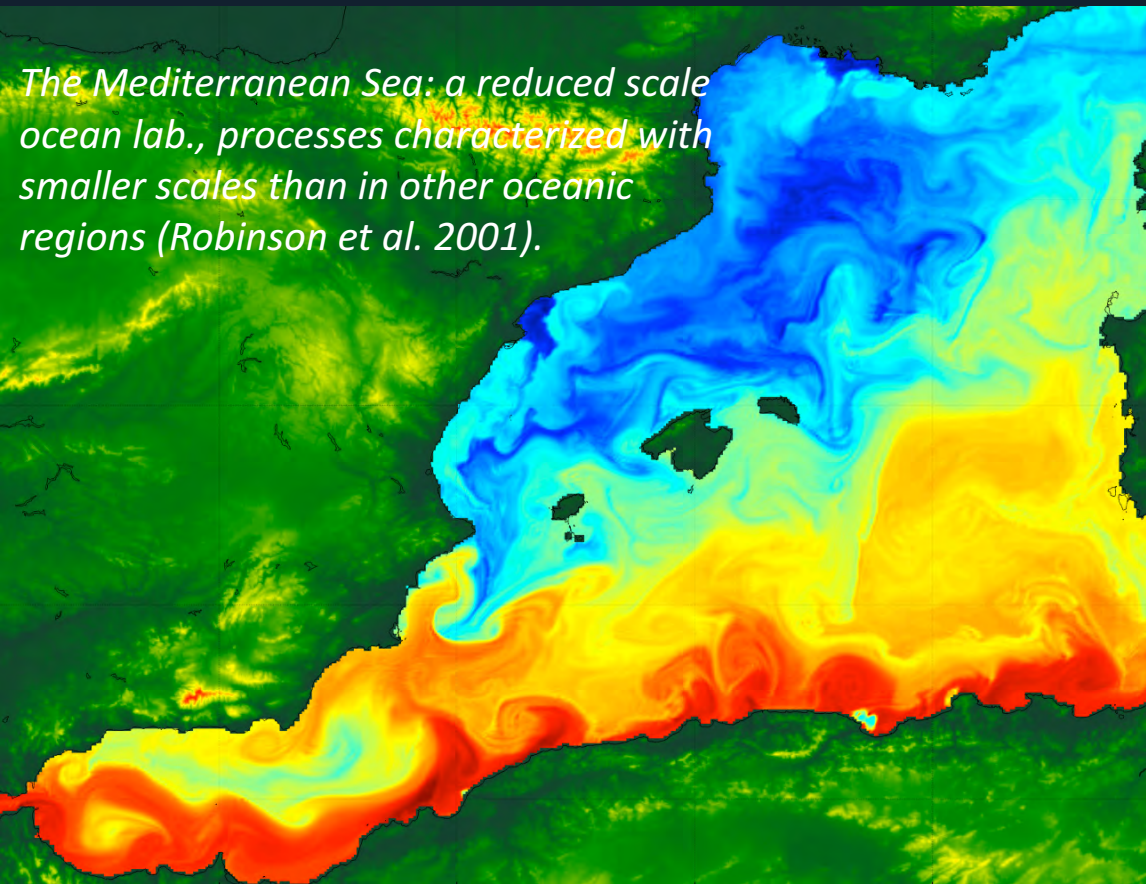 The Mediterranean Sea: a reduced scale
ocean lab., processes characterized with
smaller scales than in other oceanic
regions (Robinson et al. 2001).